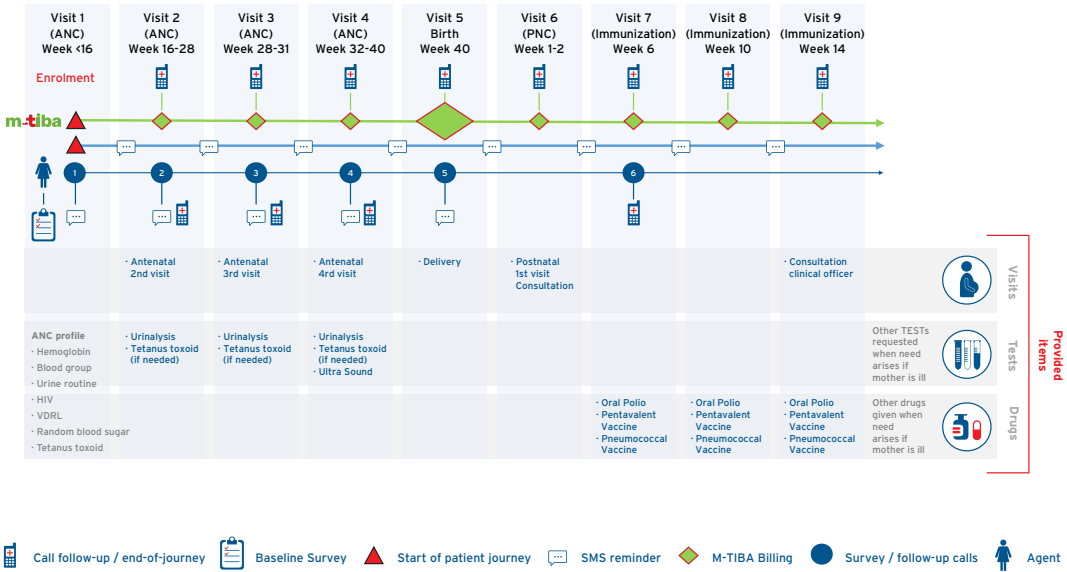 Visit 1
(ANC)
Week <16
Visit 2
(ANC)
Week 16-28
Visit 3
(ANC)
Week 28-31
Visit 4
(ANC)
Week 32-40
Visit 5
Birth
Week 40
Visit 6
(PNC)
Week 1-2
Visit 7
(Immunization)
Week 6
Visit 8
(Immunization)
Week 10
Visit 9
(Immunization)
Week 14
Enrolment
m-tiba
1
2
3
4
5
6
· Antenatal
2nd visit
· Antenatal
3rd visit
· Antenatal
4rd visit
· Delivery
· Postnatal
1st visit
Consultation
· Consultation
clinical officer
Visits
ANC profile
· Hemoglobin
· Blood group
· Urine routine
· HIV
· VDRL
· Random blood sugar
· Tetanus toxoid
· Urinalysis
· Tetanus toxoid
(if needed)
· Urinalysis
· Tetanus toxoid
(if needed)
· Urinalysis
· Tetanus toxoid
(if needed)
· Ultra Sound
Other TESTs
requested
when need
arises if
mother is ill
Tests
· Oral Polio
· Pentavalent
Vaccine
· Pneumococcal
Vaccine
· Oral Polio
· Pentavalent
Vaccine
· Pneumococcal
Vaccine
· Oral Polio
· Pentavalent
Vaccine
· Pneumococcal
Vaccine
Other drugs
given when
need
arises if
mother is ill
Drugs
Provided
items
Call follow-up / end-of-journey
Baseline Survey
Start of patient journey
SMS reminder
M-TIBA Billing
Survey / follow-up calls
Agent